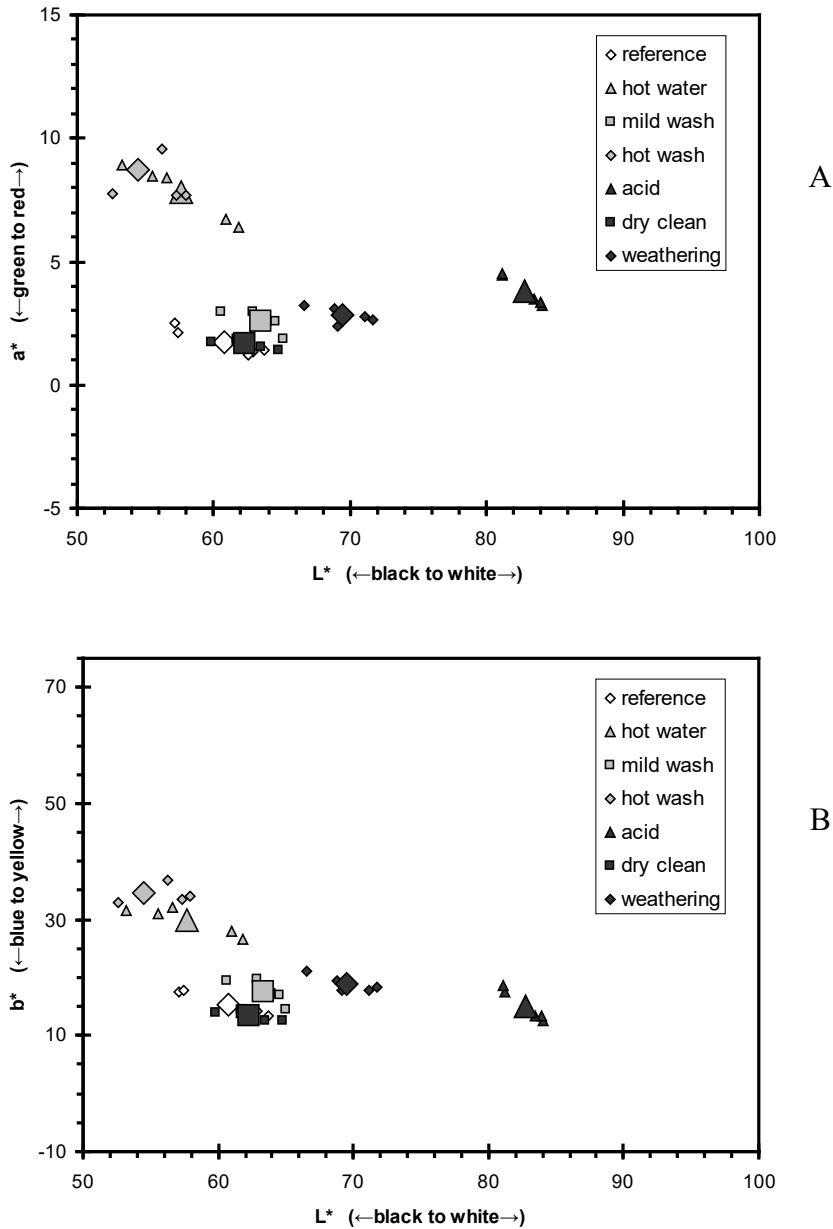 15
10
5
0
-5
a* (←green to red→)
reference
hot water
mild wash
hot wash
acid
dry clean
weathering
A
50 60 70 80 90 100
L* (←black to white→)
70
50
30
10
-10
b* (←blue to yellow→)
reference
hot water
mild wash
hot wash
acid
dry clean
weathering
B
50 60 70 80 90 100
L* (←black to white→)